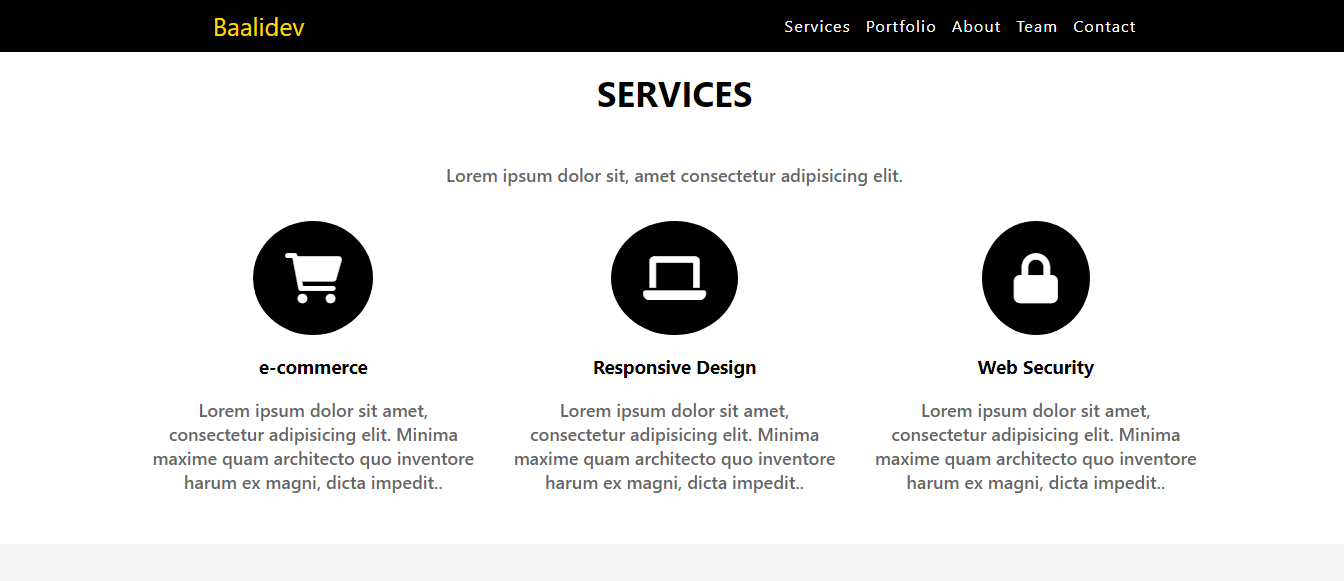 Baalidev
Services Portfolio About Team Contact
SERVICES
Lorem ipsum dolor sit, amet consectetur adipisicing elit.
e-commerce
Lorem ipsum dolor sit amet,
consectetur adipisicing elit. Minima
maxime quam architecto quo inventore
harum ex magni, dicta impedit..
Responsive Design
Lorem ipsum dolor sit amet,
consectetur adipisicing elit. Minima
maxime quam architecto quo inventore
harum ex magni, dicta impedit..
Web Security
Lorem ipsum dolor sit amet,
consectetur adipisicing elit. Minima
maxime quam architecto quo inventore
harum ex magni, dicta impedit..